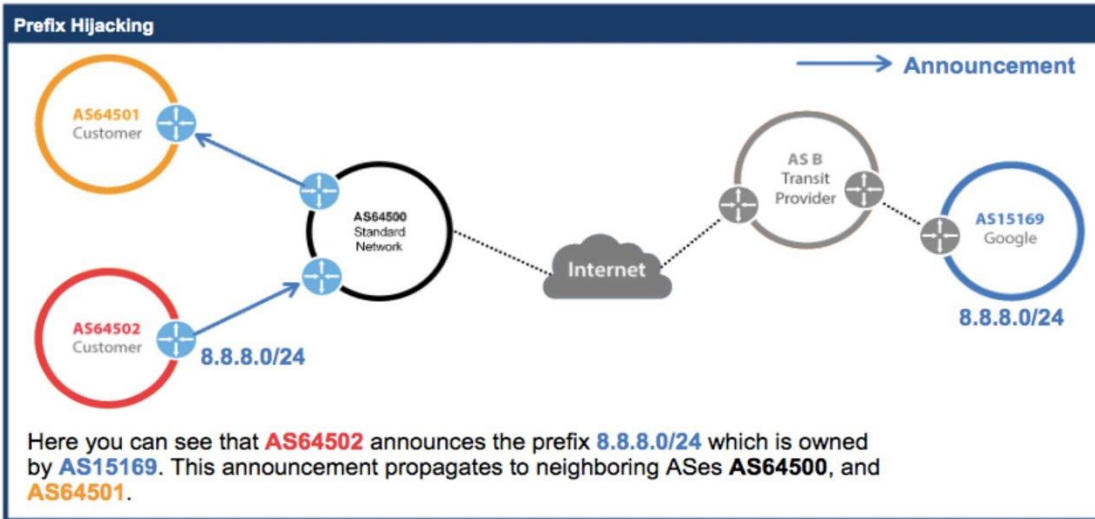 Prefix Hijacking
Announcement
AS64501
Customer
AS64500
Standard
Network
AS64502
Customer
8.8.8.0/24
Internet
AS B
Transit
Provider
AS15169
Google
8.8.8.0/24
Here you can see that AS64502 announces the prefix 8.8.8.0/24 which is owned
by AS15169. This announcement propagates to neighboring ASes AS64500, and
AS64501.